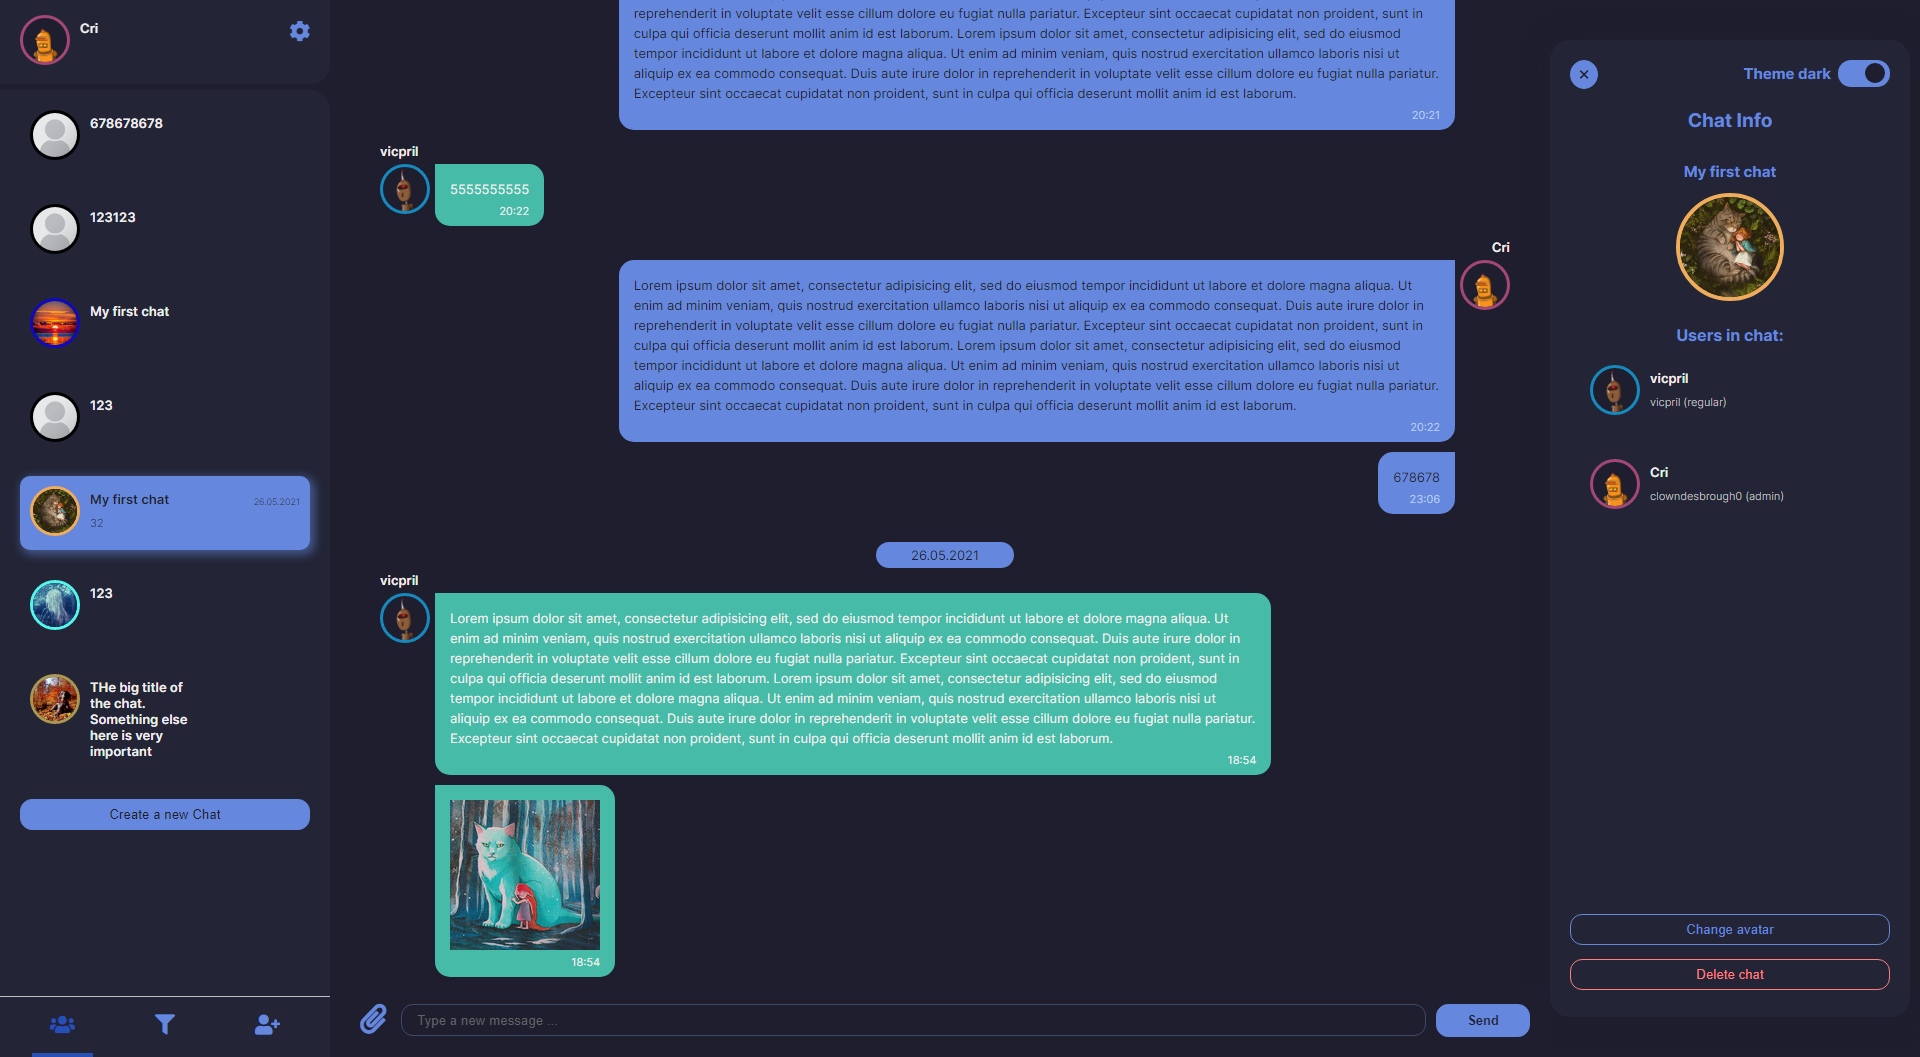 Cri
678678678
123123
My first chat
123
My first chat
26.05.2021
32
123
THe big title of
the chat.
Something else
here is very
important
Create a new Chat
reprehenderit in voluptate velit esse cillum dolore eu fugiat nulla pariatur. Excepteur sint occaecat cupidatat non proident, sunt in
culpa qui officia deserunt mollit anim id est laborum. Lorem ipsum dolor sit amet, consectetur adipisicing elit, sed do eiusmod
tempor incididunt ut labore et dolore magna aliqua. Ut enim ad minim veniam, quis nostrud exercitation ullamco laboris nisi ut
aliquip ex ea commodo consequat. Duis aute irure dolor in reprehenderit in voluptate velit esse cillum dolore eu fugiat nulla pariatur.
Excepteur sint occaecat cupidatat non proident, sunt in culpa qui officia deserunt mollit anim id est laborum.
20:21
vicpril
5555555555
20:22
Cri
Lorem ipsum dolor sit amet, consectetur adipisicing elit, sed do eiusmod tempor incididunt ut labore et dolore magna aliqua. Ut
enim ad minim veniam, quis nostrud exercitation ullamco laboris nisi ut aliquip ex ea commodo consequat. Duis aute irure dolor in
reprehenderit in voluptate velit esse cillum dolore eu fugiat nulla pariatur. Excepteur sint occaecat cupidatat non proident, sunt in
culpa qui officia deserunt mollit anim id est laborum. Lorem ipsum dolor sit amet, consectetur adipisicing elit, sed do eiusmod
tempor incididunt ut labore et dolore magna aliqua. Ut enim ad minim veniam, quis nostrud exercitation ullamco laboris nisi ut
aliquip ex ea commodo consequat. Duis aute irure dolor in reprehenderit in voluptate velit esse cillum dolore eu fugiat nulla pariatur.
Excepteur sint occaecat cupidatat non proident, sunt in culpa qui officia deserunt mollit anim id est laborum.
20:22
678678
23:06
26.05.2021
vicpril
Lorem ipsum dolor sit amet, consectetur adipisicing elit, sed do eiusmod tempor incididunt ut labore et dolore magna aliqua. Ut
enim ad minim veniam, quis nostrud exercitation ullamco laboris nisi ut aliquip ex ea commodo consequat. Duis aute irure dolor in
reprehenderit in voluptate velit esse cillum dolore eu fugiat nulla pariatur. Excepteur sint occaecat cupidatat non proident, sunt in
culpa qui officia deserunt mollit anim id est laborum. Lorem ipsum dolor sit amet, consectetur adipisicing elit, sed do eiusmod
tempor incididunt ut labore et dolore magna aliqua. Ut enim ad minim veniam, quis nostrud exercitation ullamco laboris nisi ut
aliquip ex ea commodo consequat. Duis aute irure dolor in reprehenderit in voluptate velit esse cillum dolore eu fugiat nulla pariatur.
Excepteur sint occaecat cupidatat non proident, sunt in culpa qui officia deserunt mollit anim id est laborum.
18:54
18:54
Type a new message ...
Send
Theme dark
Chat Info
My first chat
Users in chat:
vicpril
vicpril (regular)
Cri
clowndesbrough0 (admin)
Change avatar
Delete chat